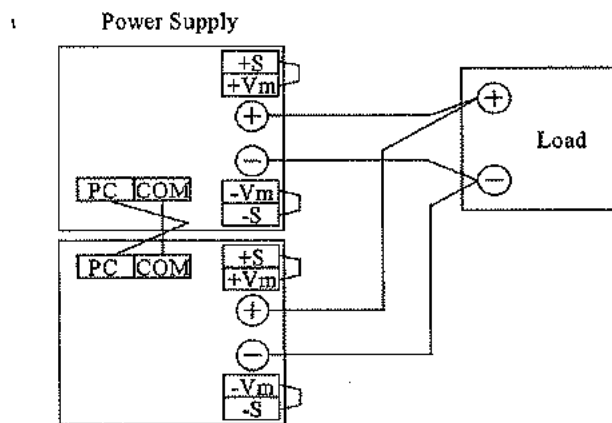 Power Supply
+S
+Vm
+
−
-Vm
-S
PC COM
+
Load
−
PC COM
+S
+Vm
+
−
-Vm
-S